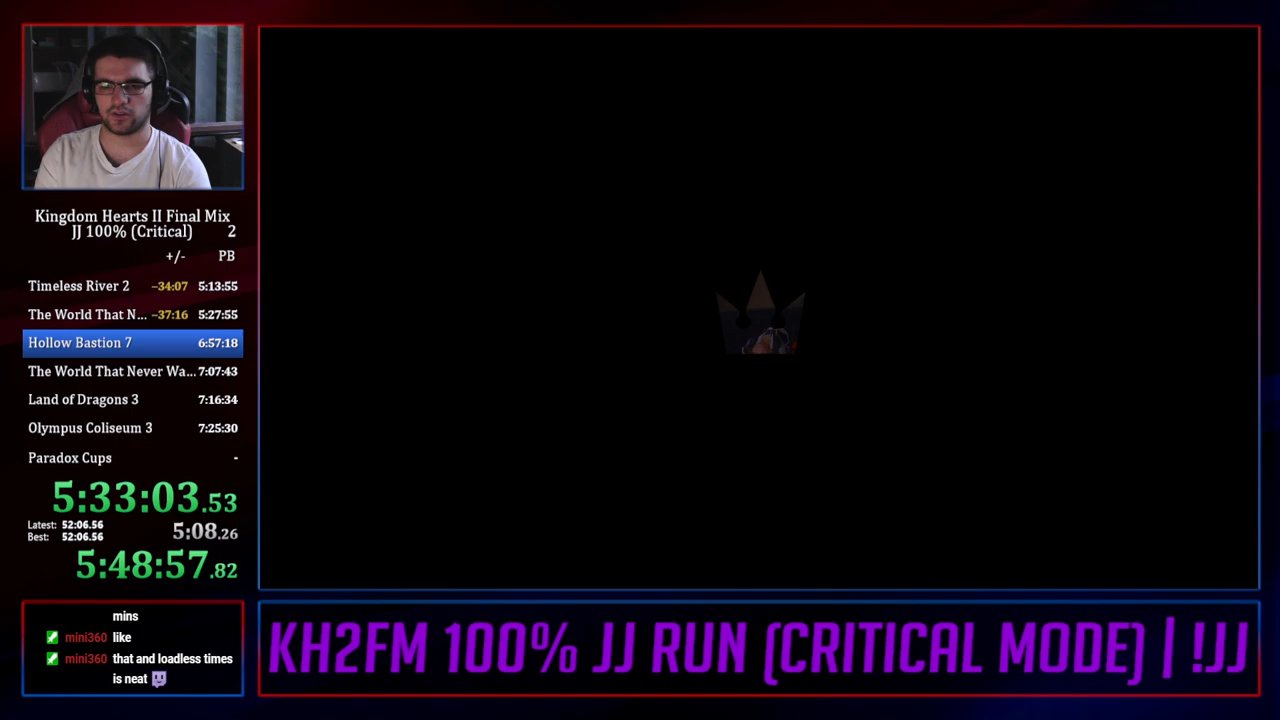 Kingdom Hearts II Final Mix
JJ 100% (Critical) 2
+/- PB
Timeless River 2 −34:07 5:13:55
The World That N... −37:16 5:27:55
Hollow Bastion 7 6:57:18
The World That Never Wa... 7:07:43
Land of Dragons 3 7:16:34
Olympus Coliseum 3 7:25:30
Paradox Cups -
5:33:03.53
Latest: 52:06.56 5:08.26
Best: 52:06.56
5:48:57.82
mins
mini360 like
mini360 that and loadless times
is neat
KH2FM 100% JJ RUN (CRITICAL MODE) | !JJ